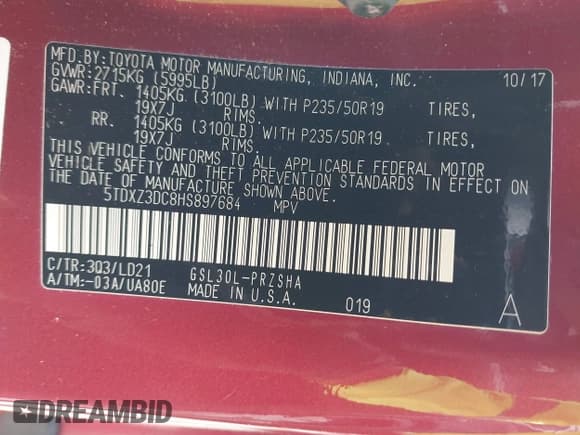 MFD.BY:TOYOTA MOTOR MANUFACTURING, INDIANA, INC. 10/17
GVWR:2715KG (5995LB)
GAWR:FRT. 1405KG (3100LB) WITH P235/50R19 TIRES,
19X7J RIMS.
RR. 1405KG (3100LB) WITH P235/50R19 TIRES,
19X7J RIMS.
THIS VEHICLE CONFORMS TO ALL APPLICABLE FEDERAL MOTOR
VEHICLE SAFETY AND THEFT PREVENTION STANDARDS IN EFFECT ON
THE DATE OF MANUFACTURE SHOWN ABOVE.
5TDXZ3DC8HS897684 MPV
C/TR:3Q3/LD21 GSL30L-PRZSHA
A/TM:-03A/UA80E MADE IN U.S.A. 019 A
DREAMBID